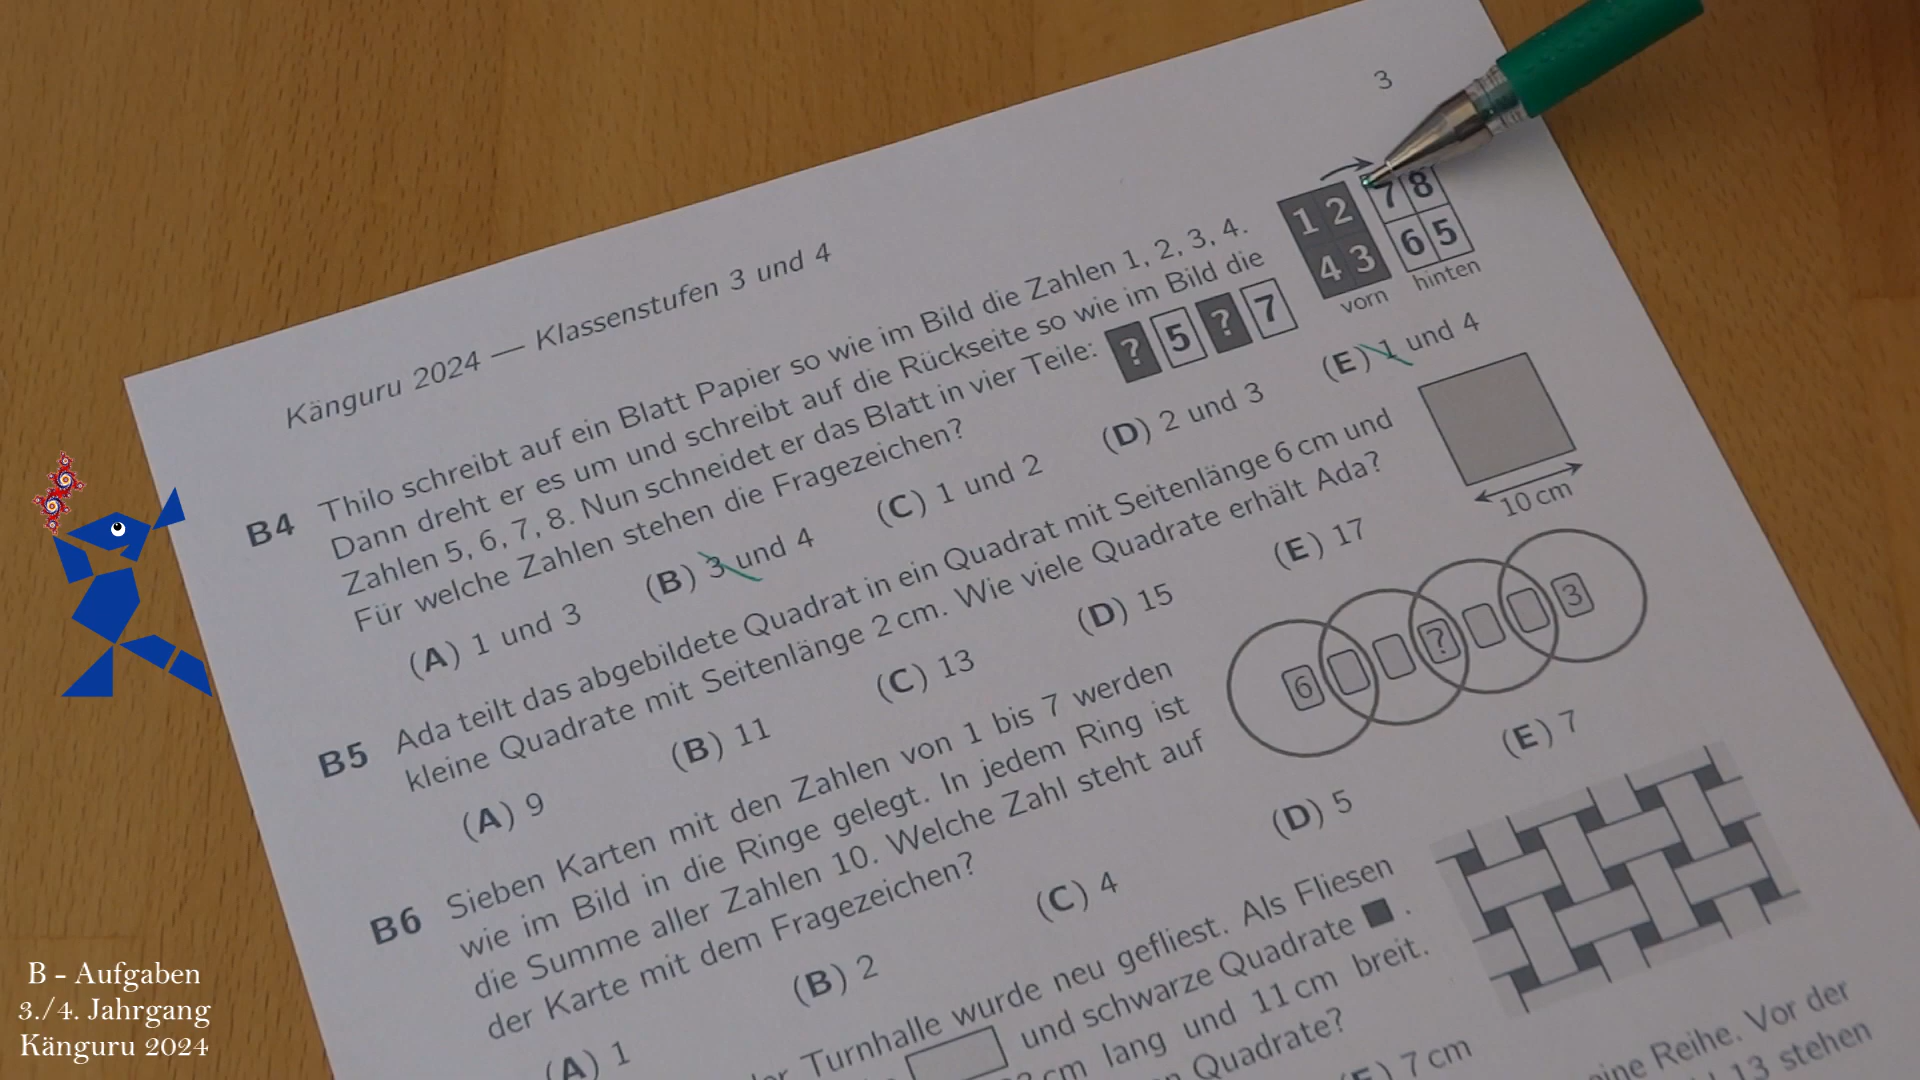 3
Känguru 2024 — Klassenstufen 3 und 4
B4 Thilo schreibt auf ein Blatt Papier so wie im Bild die Zahlen 1, 2, 3, 4.
Dann dreht er es um und schreibt auf die Rückseite so wie im Bild die
Zahlen 5, 6, 7, 8. Nun schneidet er das Blatt in vier Teile: ? 5 ? 7
Für welche Zahlen stehen die Fragezeichen?
1 2
4 3
vorn
7 8
6 5
hinten
(A) 1 und 3 (B) 3 und 4 (C) 1 und 2 (D) 2 und 3 (E) 1 und 4
B5 Ada teilt das abgebildete Quadrat in ein Quadrat mit Seitenlänge 6 cm und
kleine Quadrate mit Seitenlänge 2 cm. Wie viele Quadrate erhält Ada?
10 cm
(A) 9 (B) 11 (C) 13 (D) 15 (E) 17
B6 Sieben Karten mit den Zahlen von 1 bis 7 werden
wie im Bild in die Ringe gelegt. In jedem Ring ist
die Summe aller Zahlen 10. Welche Zahl steht auf
der Karte mit dem Fragezeichen?
6 ? 3
(A) 1 (B) 2 (C) 4 (D) 5 (E) 7
Turnhalle wurde neu gefliest. Als Fliesen
und schwarze Quadrate .
cm lang und 11 cm breit.
Quadrate?
7 cm
Reihe. Vor der
13 stehen
B - Aufgaben
3./4. Jahrgang
Känguru 2024